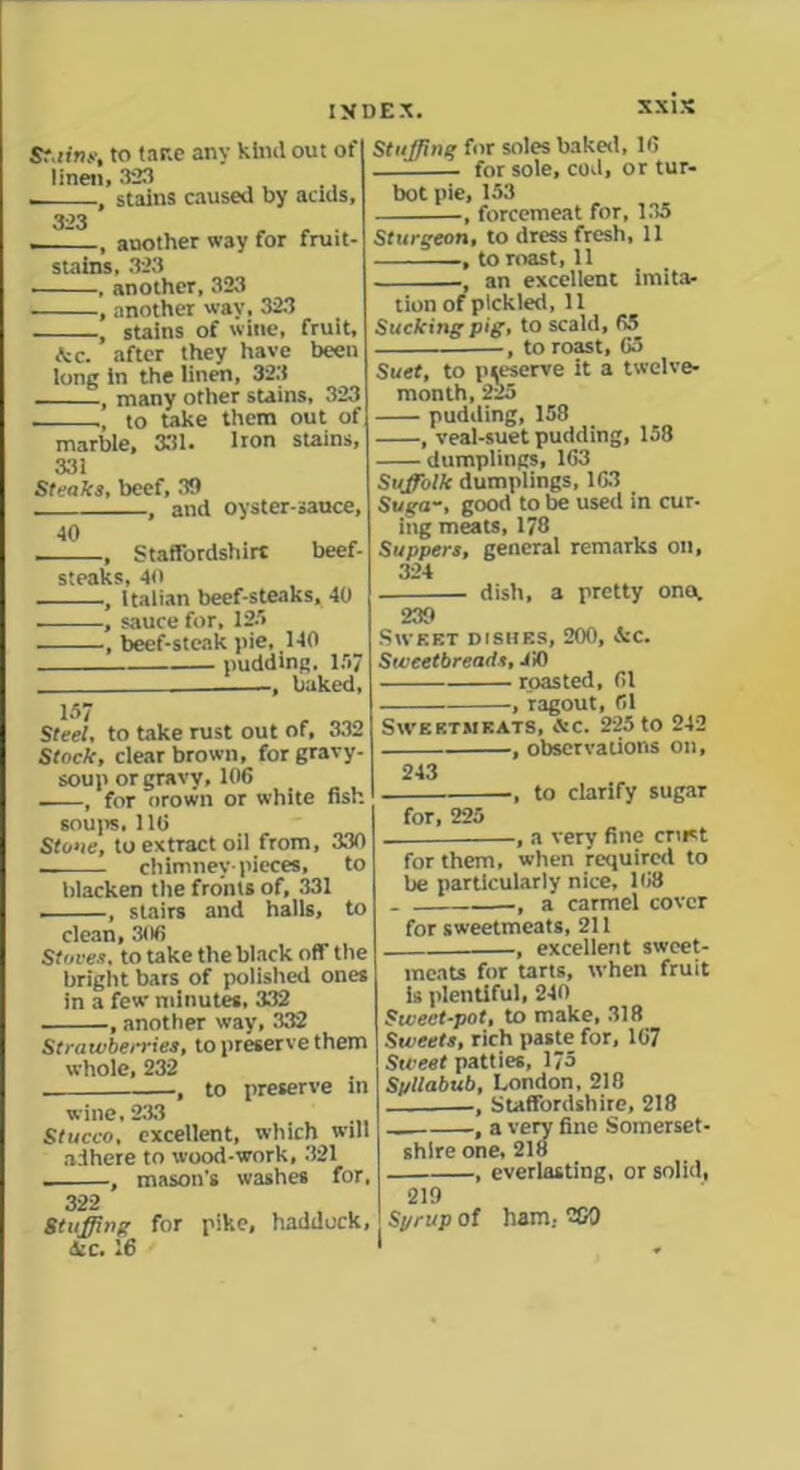 INDEX.
xxix
Stains, to take any kind out of
linen, 323
———, stains caused by acids,
323
———, another way for fruit-
stains, 323
———, another, 323
———, another way, 323
———, stains of wine, fruit,
&c. after they have been
long in the linen, 323
———, many other stains, 323
———, to take them out of
marble, 331. Iron stains,
331
Steaks, beef, 39
———, and oyster-sauce,
40
———, Staffordshire beef-
steaks, 40
———, Italian beef-steaks, 40
———, sauce for, 125
———, beef-steak pie, 140
——— pudding, 157
———, baked,
157
Steel, to take rust out of, 332
Stock, clear brown, for gravy-
soup or gravy, 106
———, for brown or white fish
soups, 116
Stone, to extract oil from, 330
——— chimney-pieces, to
blacken the fronts of, 331
———, stairs and halls, to
clean, 306
Stoves, to take the black off the
bright bars of polished ones
in a few minutes, 332
———, another way, 332
Strawberries, to preserve them
whole, 232
———, to preserve in
wine, 233
Stucco, excellent, which will
adhere to wood-work, 321
———, mason's washes for,
322
Stuffing for pike, haddock,
&c. 16
Stuffing for soles baked, 16
——— for sole, cod, or tur-
bot pie, 153
———, forcemeat for, 135
Sturgeon, to dress fresh, 11
———, to roast, 11
———, an excellent imita-
tion of pickled, 11
Sucking pig, to scald, 65
———, to roast, 65
Suet, to preserve it a twelve-
month, 225
——— pudding, 158
———, veal-suet pudding, 158
——— dumplings, 163
Suffolk dumplings, 163
Sugar, good to be used in cur-
ing meats, 178
Suppers, general remarks on,
324
——— dish, a pretty one,
239
SWEET DISHES, 200, &c.
Sweetbreads, 60
——— roasted, 61
———, ragout, 61
SWEETMEATS, &c. 225 to 242
———, observations on,
243
———, to clarify sugar
for, 225
———, a very fine crust
for them, when required to
be particularly nice, 168
———, a carmel cover
for sweetmeats, 211
———, excellent sweet-
meats for tarts, when fruit
is plentiful, 240
Sweet-pot, to make, 318
Sweets, rich paste for, 167
Sweet patties, 175
Syllabub, London, 218
———, Staffordshire, 218
———, a very fine Somerset-
shire one, 218
———, everlasting, or solid,
219
Syrup of ham,